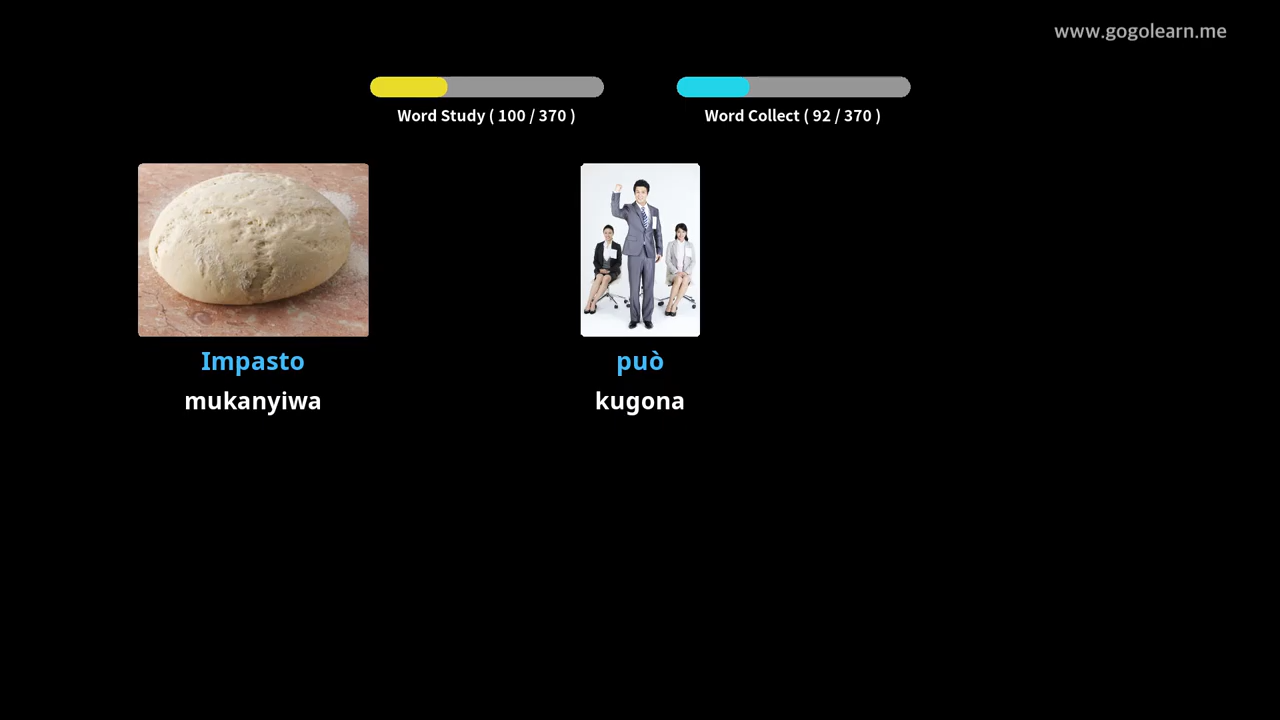 www.gogolearn.me
Word Study ( 100 / 370 )
Word Collect ( 92 / 370 )
Impasto
mukanyiwa
può
kugona